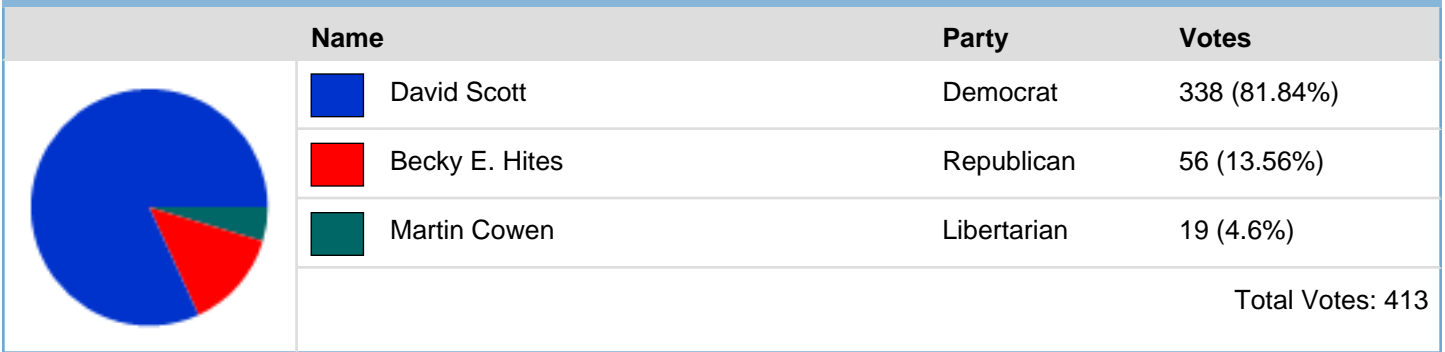 Name Party Votes
David Scott Democrat 338 (81.84%)
Becky E. Hites Republican 56 (13.56%)
Martin Cowen Libertarian 19 (4.6%)
Total Votes: 413